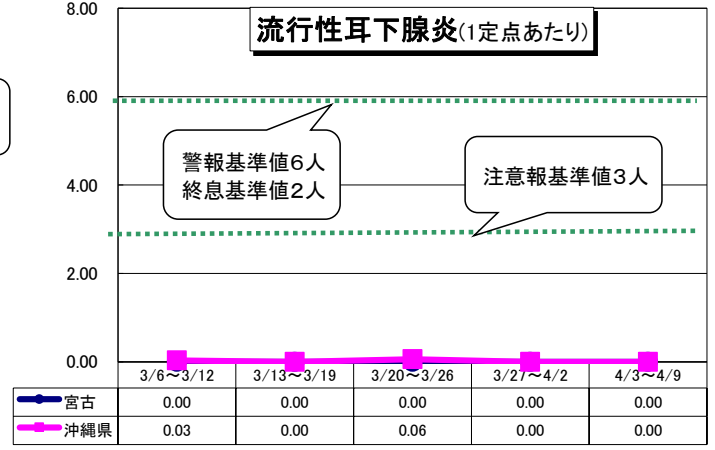 流行性耳下腺炎(1定点あたり)
8.00
6.00
警報基準値6人
終息基準値2人
注意報基準値3人
4.00
2.00
0.00
3/6～3/12 3/13～3/19 3/20～3/26 3/27～4/2 4/3～4/9
宮古 0.00 0.00 0.00 0.00 0.00
沖縄県 0.03 0.00 0.06 0.00 0.00